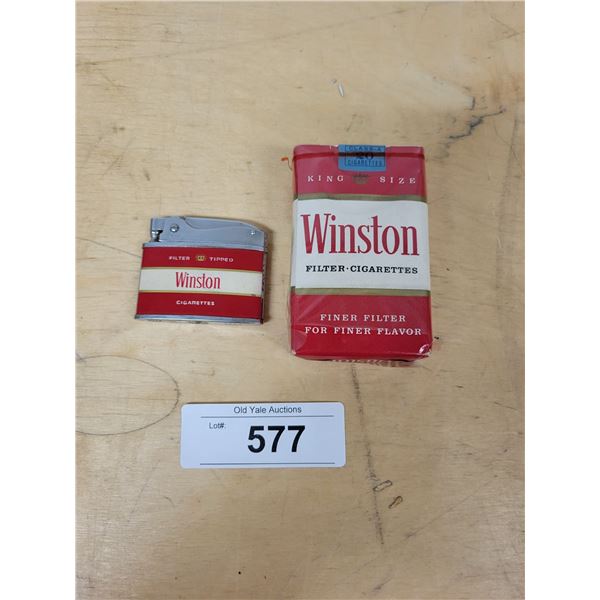 FILTER TIPPED
Winston
CIGARETTES
CLASS A
20
CIGARETTES
KING SIZE
Winston
FILTER·CIGARETTES
FINER FILTER
FOR FINER FLAVOR
Old Yale Auctions
Lot#:
577